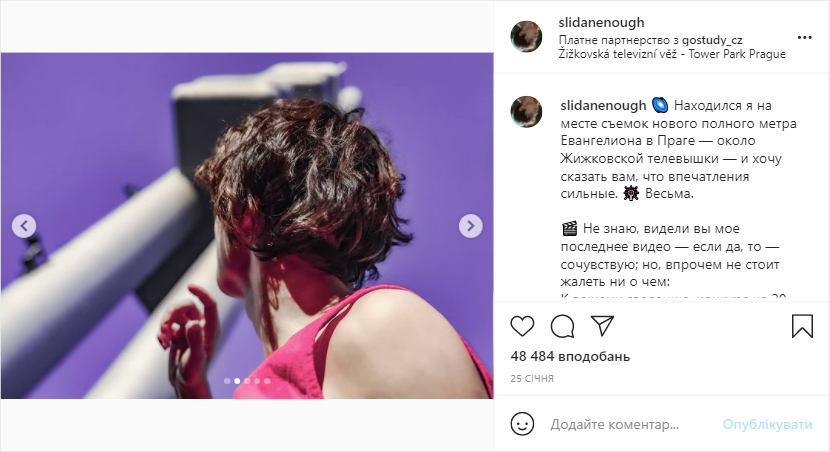 slidanenough
Платне партнерство з gostudy_cz
Žižkovská televizní věž - Tower Park Prague
slidanenough 🌀 Находился я на
месте съемок нового полного метра
Евангелиона в Праге — около
Жижковской телевышки — и хочу
сказать вам, что впечатления
сильные. Весьма.
🎬 Не знаю, видели вы мое
последнее видео — если да, то —
сочувствую; но, впрочем не стоит
жалеть ни о чем:
48 484 вподобань
25 СІЧНЯ
Додайте коментар...
Опублікувати